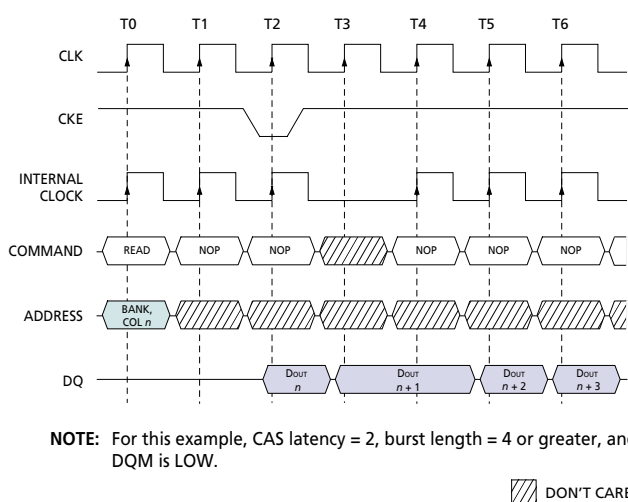 T0 T1 T2 T3 T4 T5 T6
CLK
CKE
INTERNAL
CLOCK
COMMAND READ NOP NOP NOP NOP NOP
ADDRESS BANK,
COL n
DQ DOUT
n DOUT
n + 1 DOUT
n + 2 DOUT
n + 3
NOTE: For this example, CAS latency = 2, burst length = 4 or greater, and
DQM is LOW.
DON'T CARE